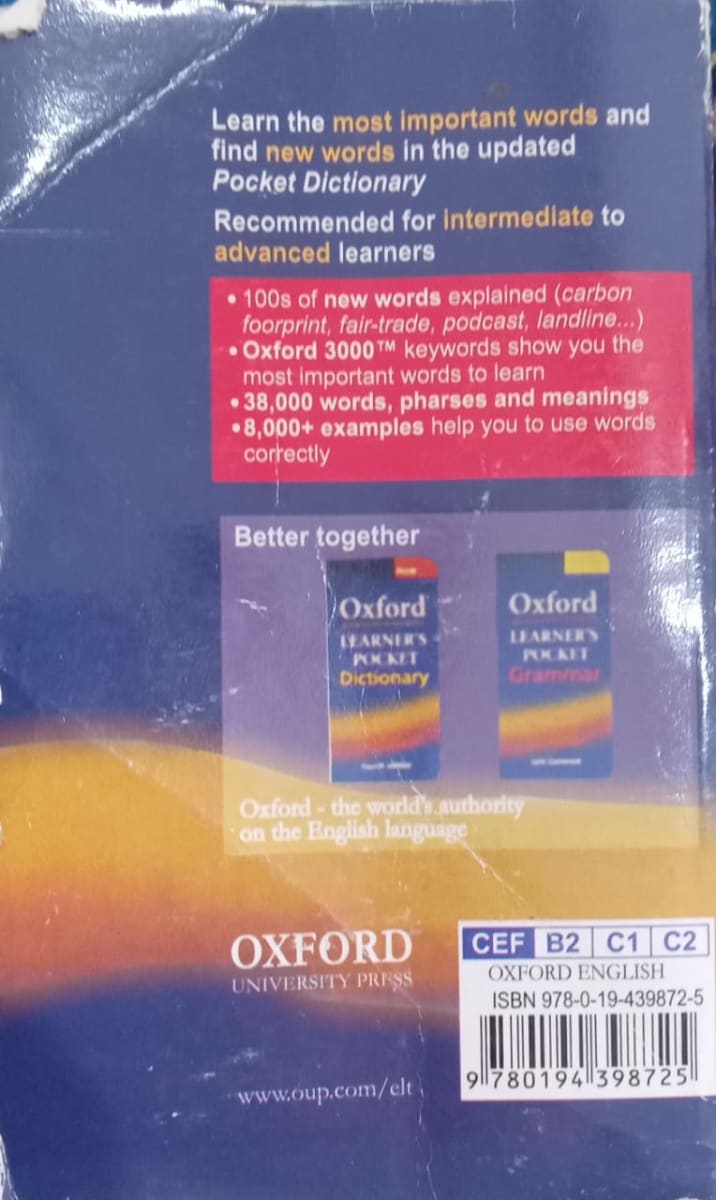 Learn the most important words and
find new words in the updated
Pocket Dictionary
Recommended for intermediate to
advanced learners
• 100s of new words explained (carbon
foorprint, fair-trade, podcast, landline...)
• Oxford 3000™ keywords show you the
most important words to learn
• 38,000 words, pharses and meanings
• 8,000+ examples help you to use words
correctly
Better together
New
Oxford
LEARNER'S
POCKET
Dictionary
Oxford
LEARNER'S
POCKET
Grammar
Oxford - the world's authority
on the English language
OXFORD
UNIVERSITY PRESS
www.oup.com/elt
CEF B2 C1 C2
OXFORD ENGLISH
ISBN 978-0-19-439872-5
9 780194 398725